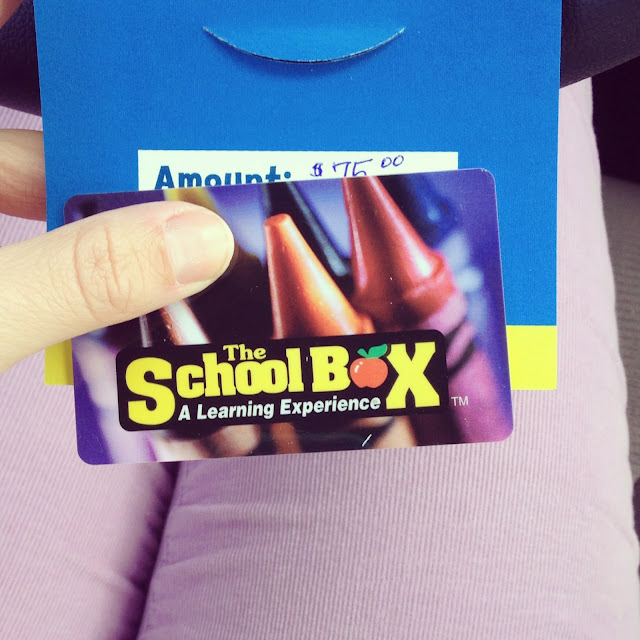 Amount: $75.00
The
School Box
A Learning Experience
TM